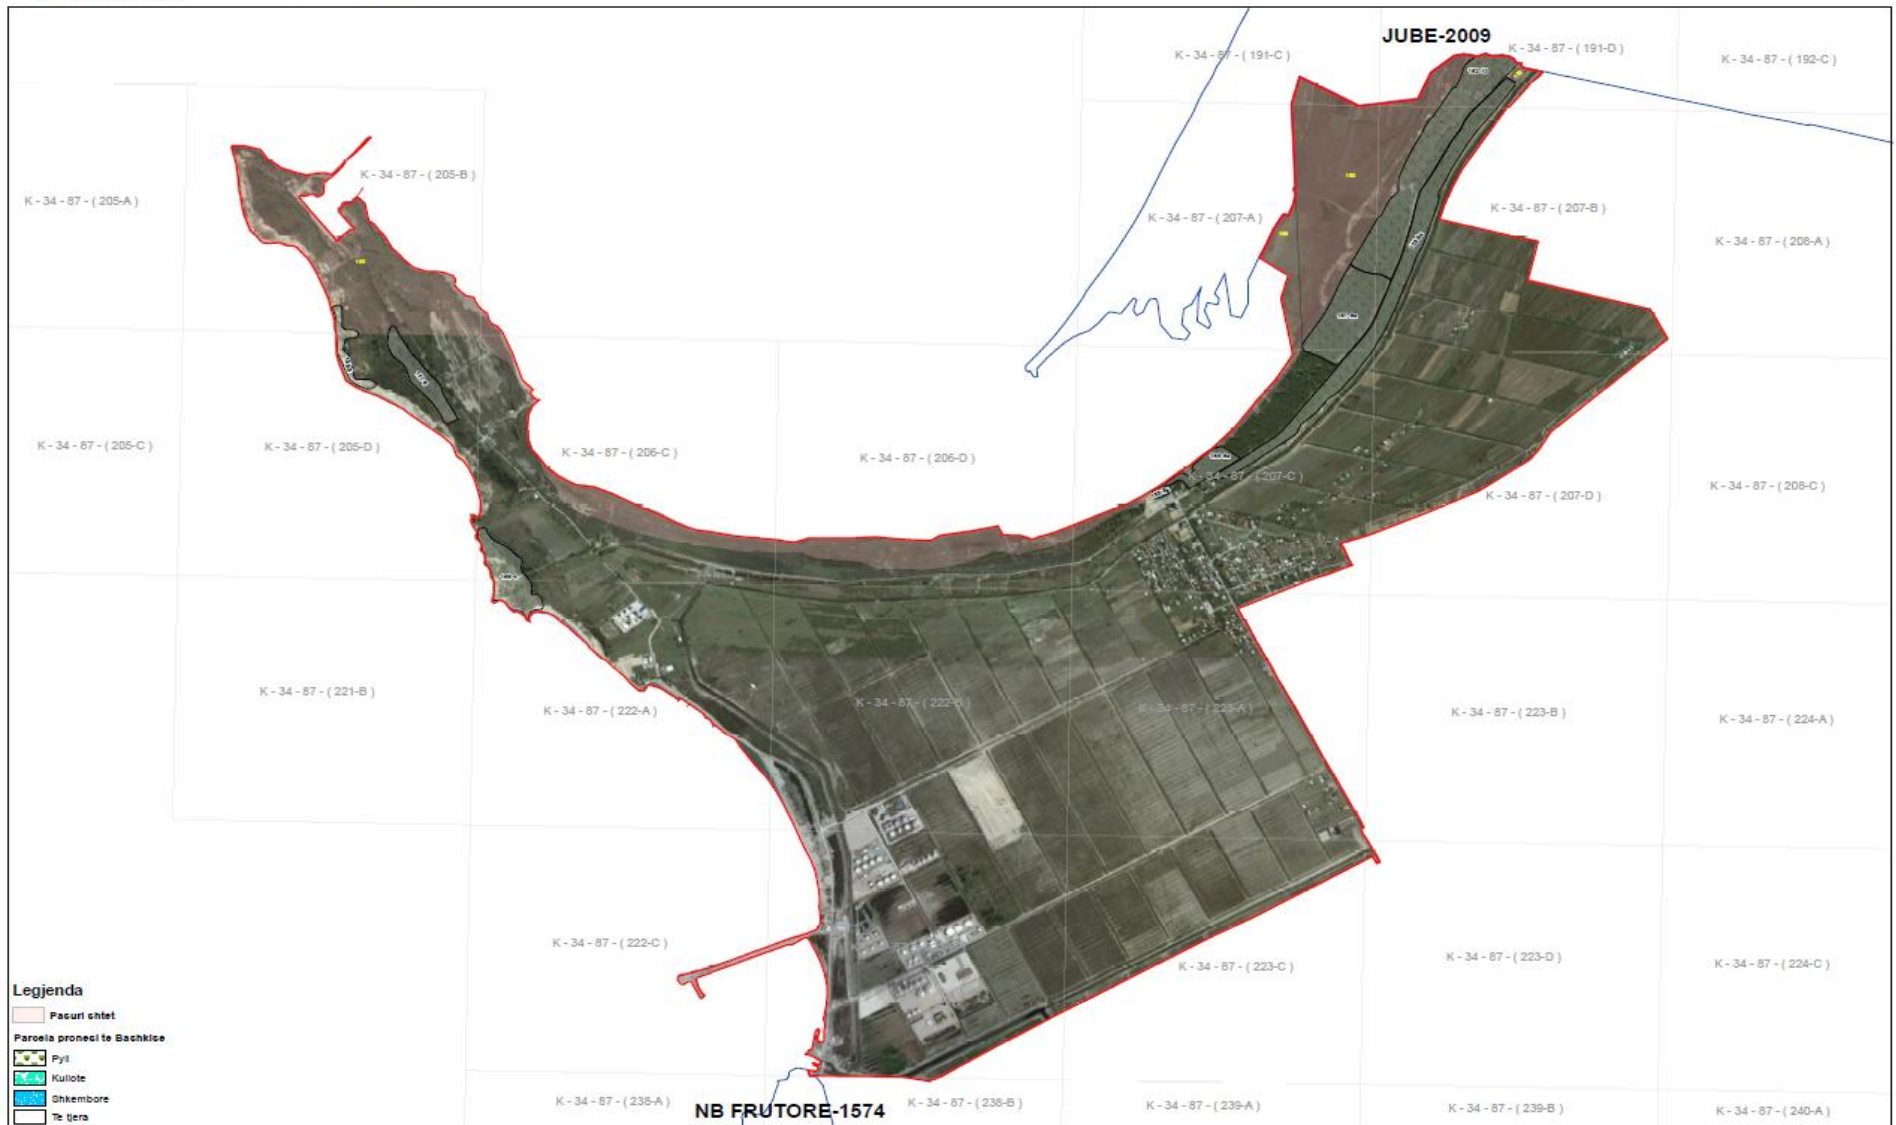 JUBE-2009
K - 34 - 87 - ( 191-C )
K - 34 - 87 - ( 191-D )
K - 34 - 87 - ( 192-C )
K - 34 - 87 - ( 205-A )
K - 34 - 87 - ( 205-B )
K - 34 - 87 - ( 207-A )
K - 34 - 87 - ( 207-B )
K - 34 - 87 - ( 208-A )
K - 34 - 87 - ( 205-C )
K - 34 - 87 - ( 205-D )
K - 34 - 87 - ( 206-C )
K - 34 - 87 - ( 206-D )
K - 34 - 87 - ( 207-C )
K - 34 - 87 - ( 207-D )
K - 34 - 87 - ( 208-C )
K - 34 - 87 - ( 221-B )
K - 34 - 87 - ( 222-A )
K - 34 - 87 - ( 222-B )
K - 34 - 87 - ( 223-A )
K - 34 - 87 - ( 223-B )
K - 34 - 87 - ( 224-A )
K - 34 - 87 - ( 222-C )
K - 34 - 87 - ( 223-C )
K - 34 - 87 - ( 223-D )
K - 34 - 87 - ( 224-C )
Legjenda
Pasuri shtet
Parcela pronesi te Bashkise
Pyll
Kullote
Shkembore
Te tjera
K - 34 - 87 - ( 238-A )
NB FRUTORE-1574
K - 34 - 87 - ( 238-B )
K - 34 - 87 - ( 239-A )
K - 34 - 87 - ( 239-B )
K - 34 - 87 - ( 240-A )